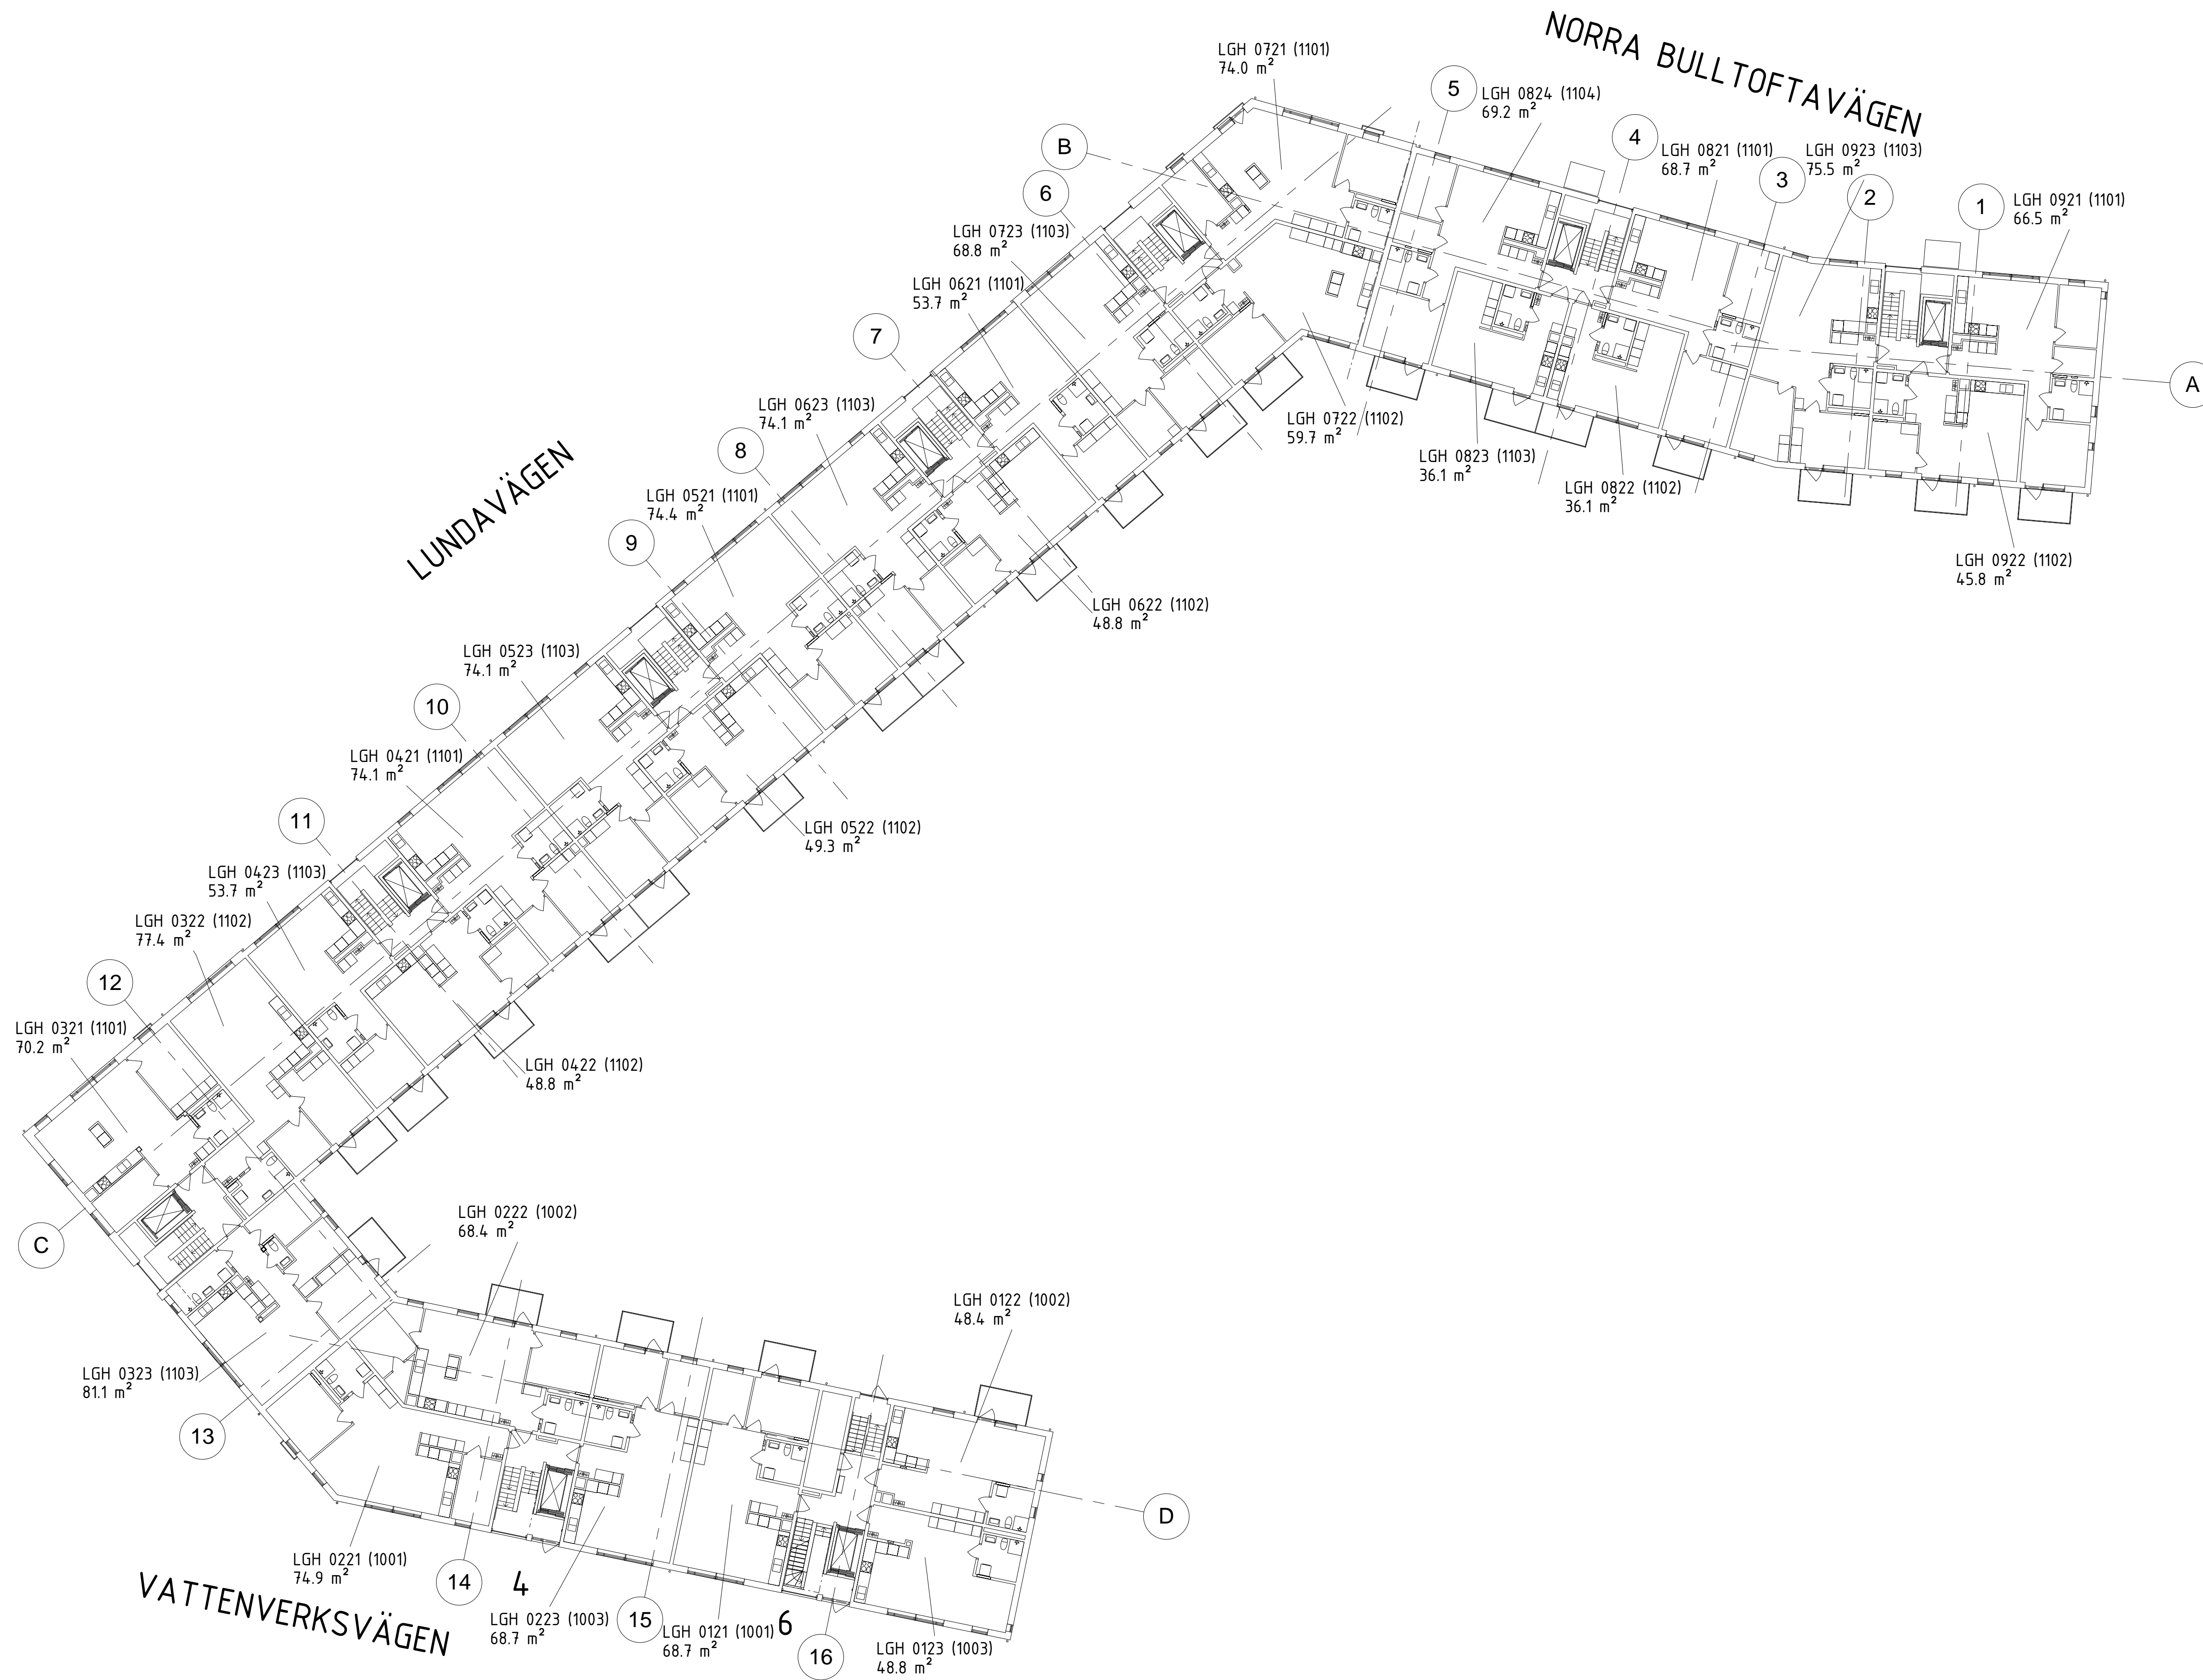 NORRA BULLTOFTAVÄGEN
LGH 0721 (1101)
74.0 m²
5
LGH 0824 (1104)
69.2 m²
B
4
LGH 0821 (1101)
68.7 m²
3
LGH 0923 (1103)
75.5 m²
2
1
LGH 0921 (1101)
66.5 m²
6
LGH 0723 (1103)
68.8 m²
LGH 0621 (1101)
53.7 m²
7
A
LGH 0623 (1103)
74.1 m²
LGH 0722 (1102)
59.7 m²
8
LGH 0823 (1103)
36.1 m²
LGH 0822 (1102)
36.1 m²
LUNDAVÄGEN
LGH 0521 (1101)
74.4 m²
9
LGH 0922 (1102)
45.8 m²
LGH 0622 (1102)
48.8 m²
LGH 0523 (1103)
74.1 m²
10
LGH 0421 (1101)
74.1 m²
11
LGH 0522 (1102)
49.3 m²
LGH 0423 (1103)
53.7 m²
LGH 0322 (1102)
77.4 m²
12
LGH 0321 (1101)
70.2 m²
LGH 0422 (1102)
48.8 m²
C
LGH 0222 (1002)
68.4 m²
LGH 0122 (1002)
48.4 m²
LGH 0323 (1103)
81.1 m²
13
D
LGH 0221 (1001)
74.9 m²
14
4
VATTENVERKSVÄGEN
LGH 0223 (1003)
68.7 m²
15
LGH 0121 (1001)
68.7 m²
6
16
LGH 0123 (1003)
48.8 m²